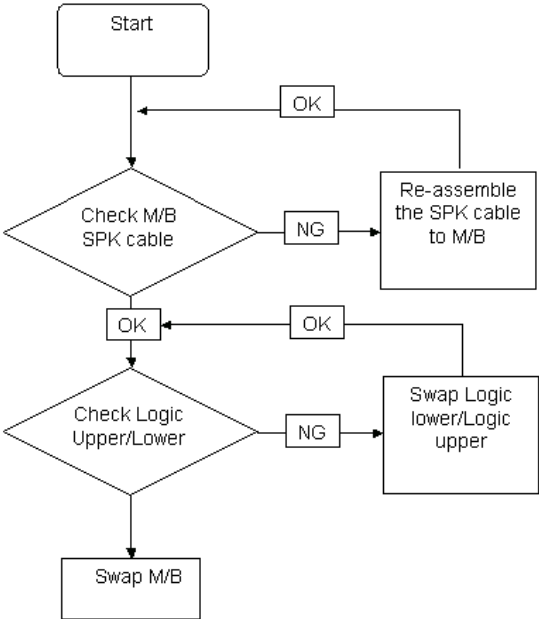 Start
OK
Check M/B
SPK cable
NG
Re-assemble
the SPK cable
to M/B
OK
OK
Check Logic
Upper/Lower
NG
Swap Logic
lower/Logic
upper
Swap M/B